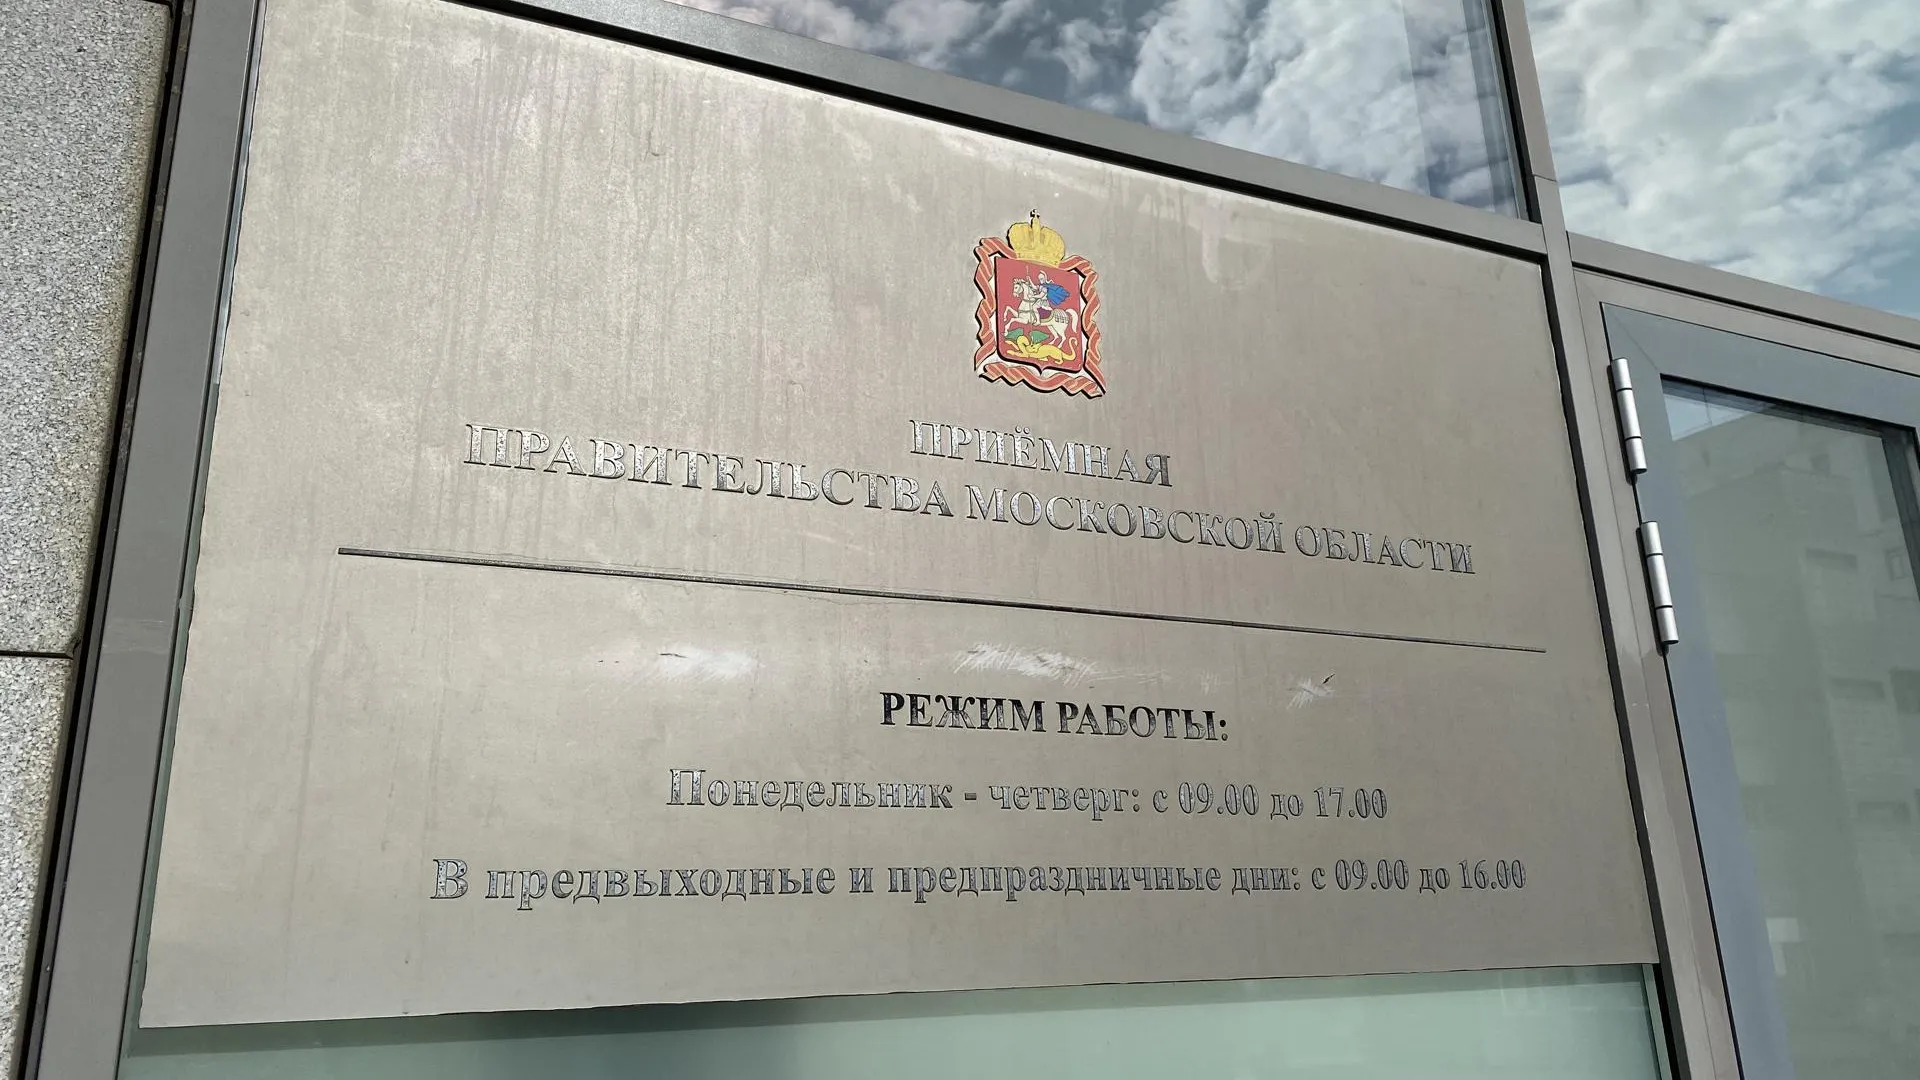 ПРИЁМНАЯ
ПРАВИТЕЛЬСТВА МОСКОВСКОЙ ОБЛАСТИ
РЕЖИМ РАБОТЫ:
Понедельник - четверг: с 09.00 до 17.00
В предвыходные и предпраздничные дни: с 09.00 до 16.00